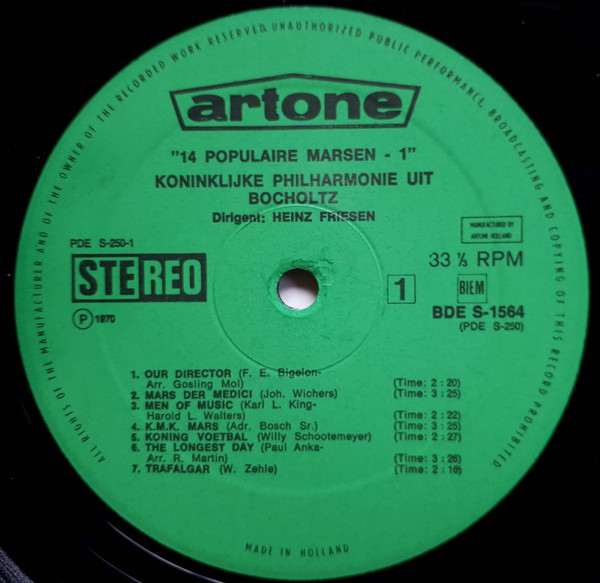 ALL RIGHTS OF THE MANUFACTURER AND OF THE OWNER OF THE RECORDED WORK RESERVED. UNAUTHORIZED PUBLIC PERFORMANCE, BROADCASTING AND COPYING OF THIS RECORD PROHIBITED
artone
"14 POPULAIRE MARSEN - 1"
KONINKLIJKE PHILHARMONIE UIT
BOCHOLTZ
Dirigent: HEINZ FRIESEN
MANUFACTURED BY
ARTONE HOLLAND
PDE S-250-1
33 ⅓ RPM
STEREO
1
BIEM
BDE S-1564
(PDE S-250)
Ⓟ 1970
1. OUR DIRECTOR (F. E. Bigelon-
Arr. Gosling Mol) (Time: 2 : 20)
2. MARS DER MEDICI (Joh. Wichers) (Time: 3 : 25)
3. MEN OF MUSIC (Karl L. King-
Harold L. Walters) (Time: 2 : 22)
4. K.M.K. MARS (Adr. Bosch Sr.) (Time: 3 : 25)
5. KONING VOETBAL (Willy Schootemeyer) (Time: 2 : 27)
6. THE LONGEST DAY (Paul Anka-
Arr. R. Martin) (Time: 3 : 26)
7. TRAFALGAR (W. Zehle) (Time: 2 : 10)
MADE IN HOLLAND